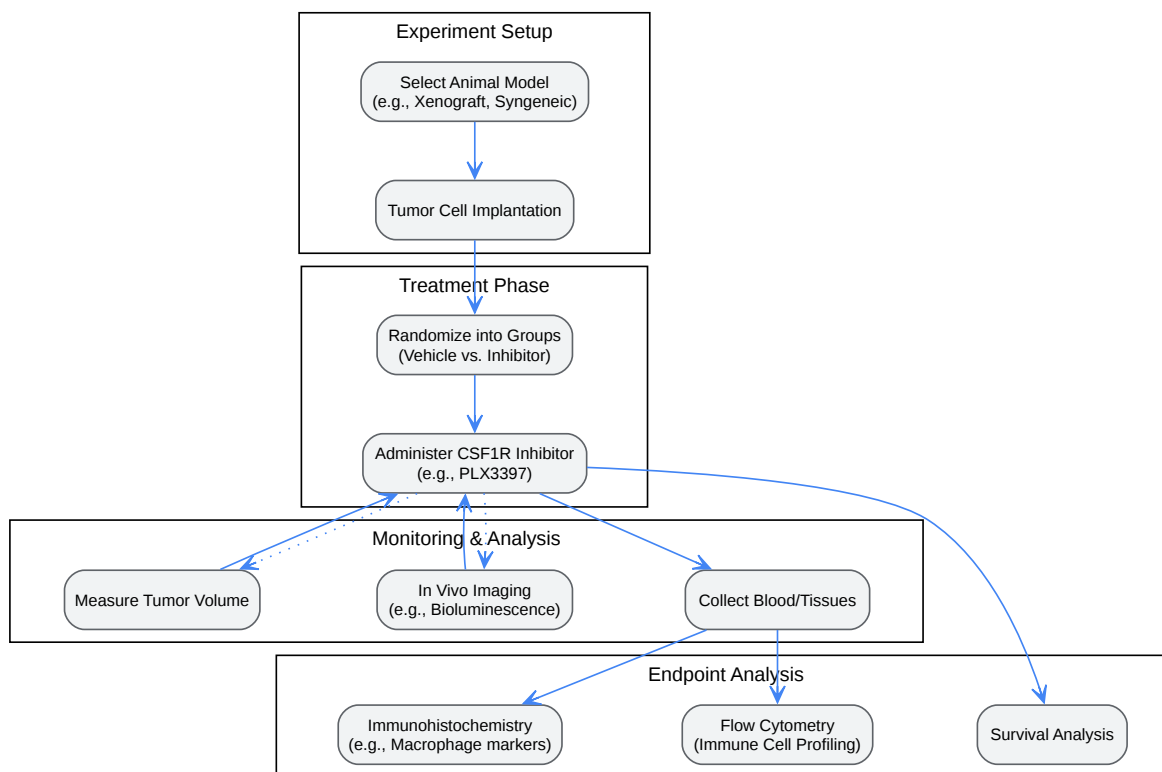 Experiment Setup
Select Animal Model
(e.g., Xenograft, Syngeneic)
Tumor Cell Implantation
Treatment Phase
Randomize into Groups
(Vehicle vs. Inhibitor)
Administer CSF1R Inhibitor
(e.g., PLX3397)
Monitoring & Analysis
Measure Tumor Volume
In Vivo Imaging
(e.g., Bioluminescence)
Collect Blood/Tissues
Endpoint Analysis
Immunohistochemistry
(e.g., Macrophage markers)
Flow Cytometry
(Immune Cell Profiling)
Survival Analysis